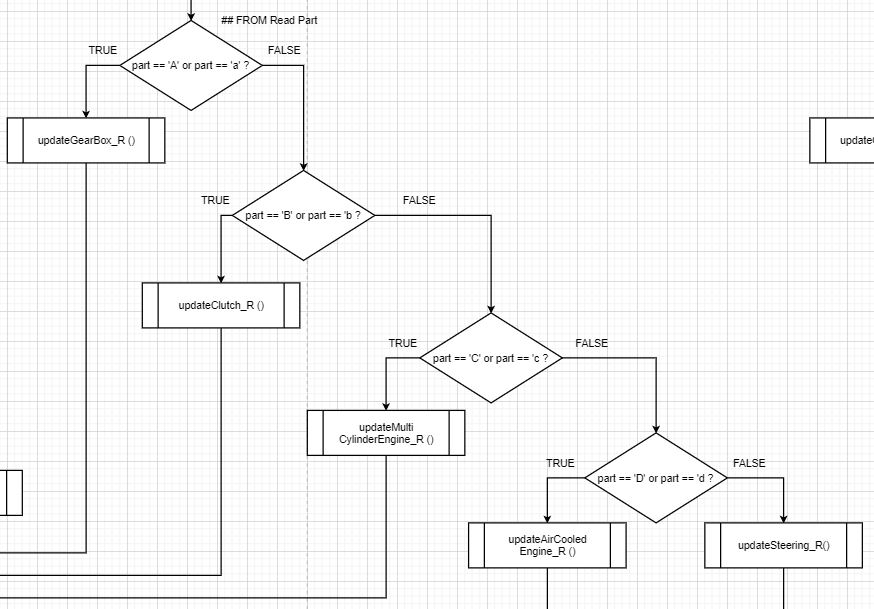 ## FROM Read Part
TRUE
FALSE
part == 'A' or part == 'a' ?
updateGearBox_R ()
TRUE
FALSE
part == 'B' or part == 'b ?
updateClutch_R ()
TRUE
FALSE
part == 'C' or part == 'c ?
updateMulti
CylinderEngine_R ()
TRUE
FALSE
part == 'D' or part == 'd ?
updateAirCooled
Engine_R ()
updateSteering_R()